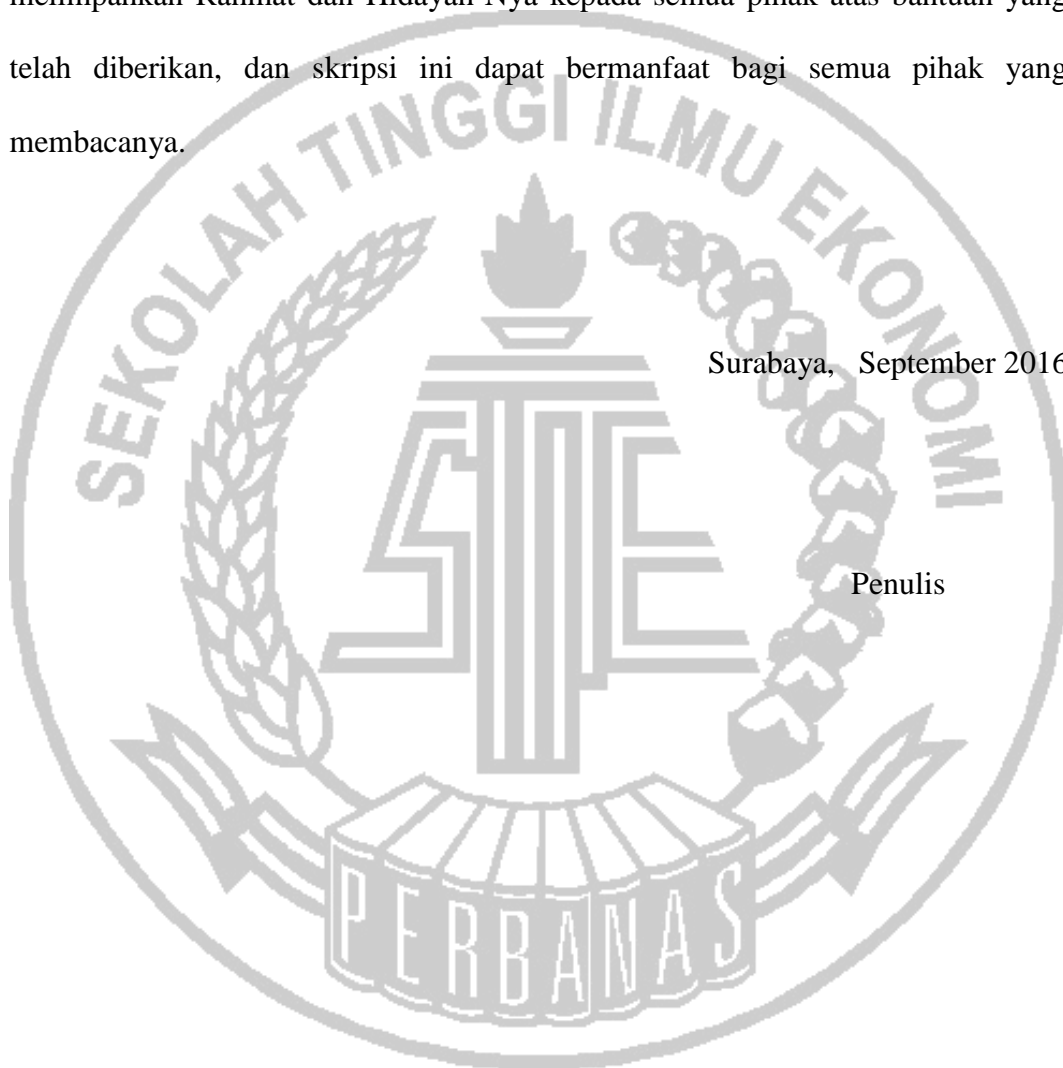 melimpahkan Rahmat dan Hidayah-Nya kepada semua pihak atas bantuan yang
telah diberikan, dan skripsi ini dapat bermanfaat bagi semua pihak yang
membacanya.
SEKOLAH TINGGI ILMU EKONOMI
Surabaya, September 2016
Penulis
PERBANAS